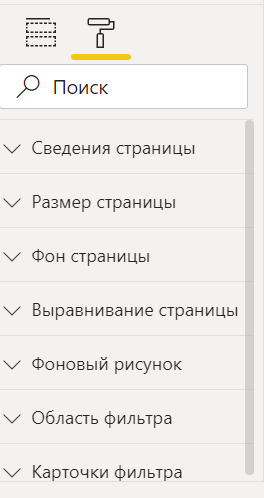 Поиск
Сведения страницы
Размер страницы
Фон страницы
Выравнивание страницы
Фоновый рисунок
Область фильтра
Карточки фильтра